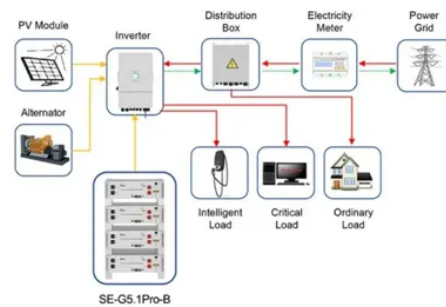 PV Module
Inverter
Distribution
Box
Electricity
Meter
Power
Grid
Alternator
Intelligent
Load
Critical
Load
Ordinary
Load
SE-G5.1Pro-B